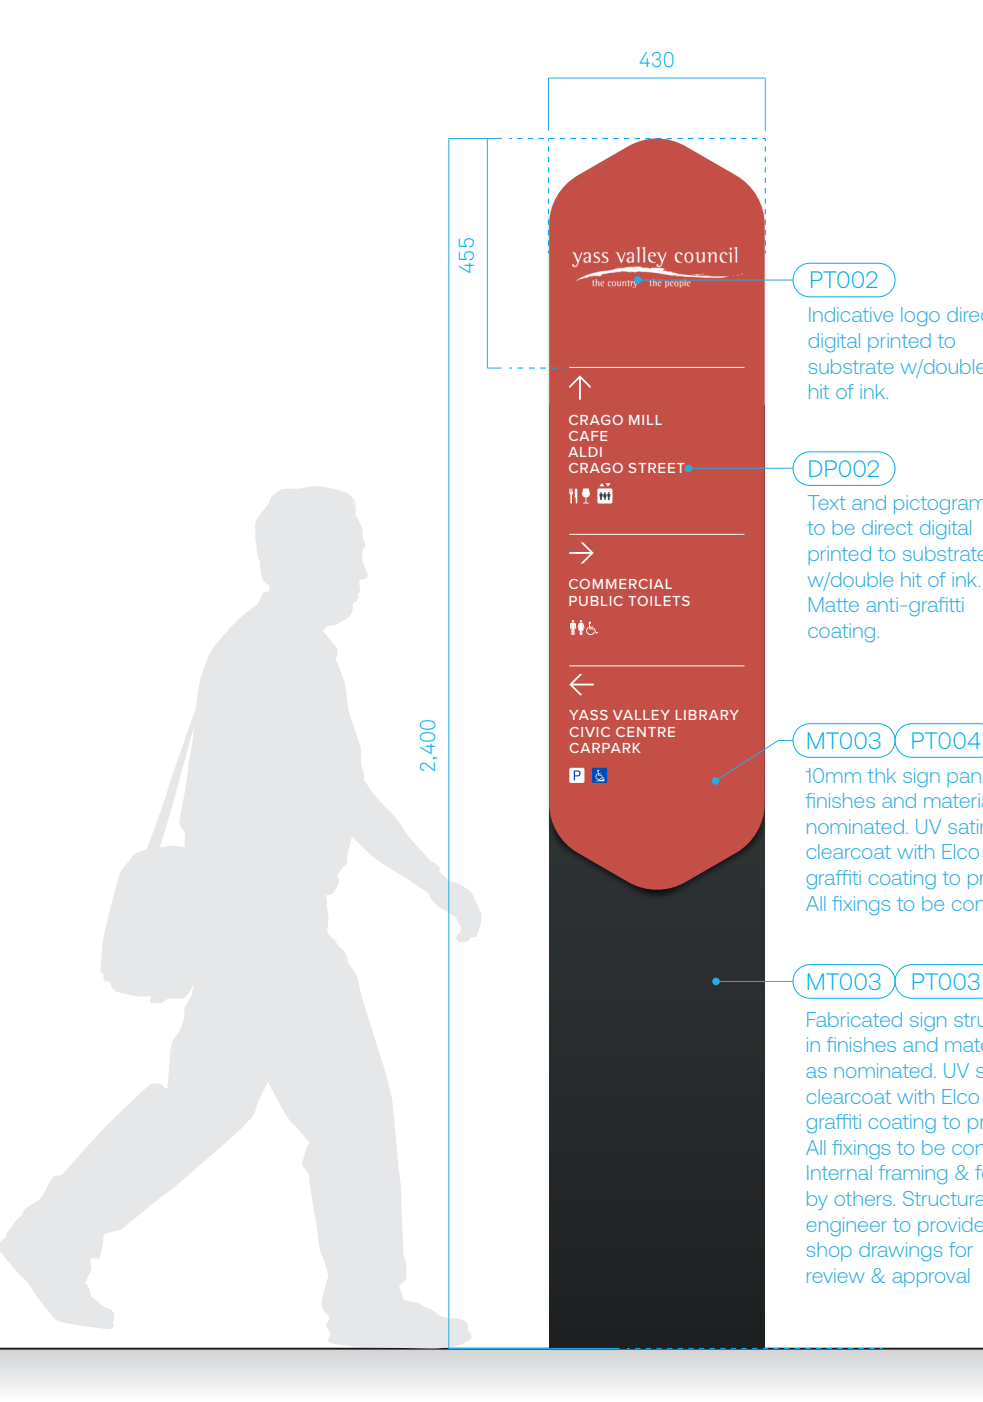 430
455
2,400
yass valley council
the country the people
CRAGO MILL
CAFE
ALDI
CRAGO STREET
COMMERCIAL
PUBLIC TOILETS
YASS VALLEY LIBRARY
CIVIC CENTRE
CARPARK
P
PT002
Indicative logo direc
digital printed to
substrate w/double
hit of ink.
DP002
Text and pictogram
to be direct digital
printed to substrate
w/double hit of ink.
Matte anti-grafitti
coating.
MT003 PT004
10mm thk sign pan
finishes and materia
nominated. UV satin
clearcoat with Elco
graffiti coating to pr
All fixings to be con
MT003 PT003
Fabricated sign stru
in finishes and mate
as nominated. UV s
clearcoat with Elco
graffiti coating to pr
All fixings to be con
Internal framing & fo
by others. Structura
engineer to provide
shop drawings for
review & approval